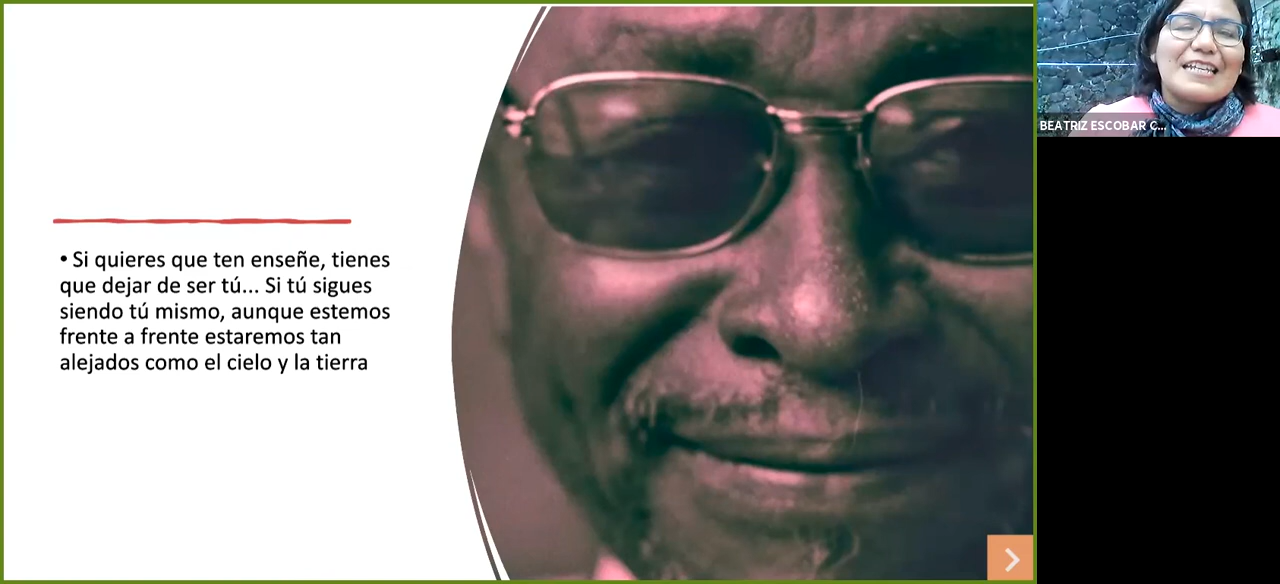 • Si quieres que ten enseñe, tienes
que dejar de ser tú... Si tú sigues
siendo tú mismo, aunque estemos
frente a frente estaremos tan
alejados como el cielo y la tierra
BEATRIZ ESCOBAR C...